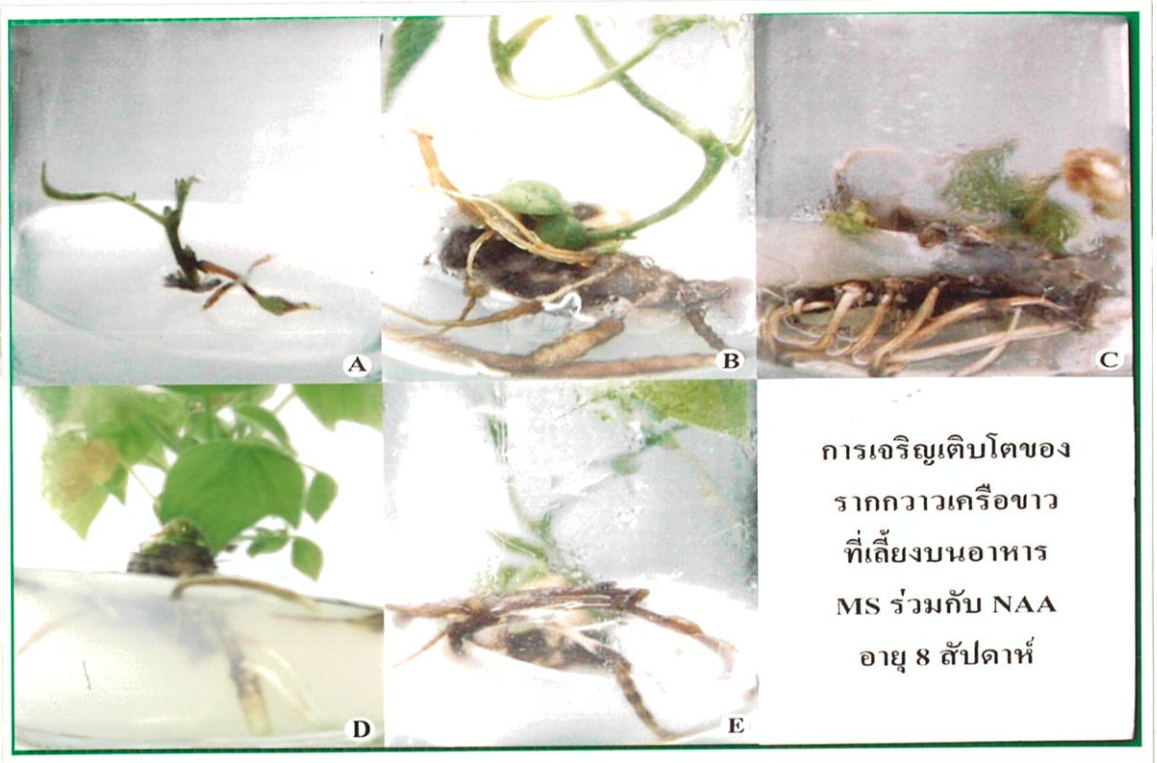 A
B
C
D
E
การเจริญเติบโตของ
รากกวาวเครือขาว
ที่เลี้ยงบนอาหาร
MS ร่วมกับ NAA
อายุ 8 สัปดาห์